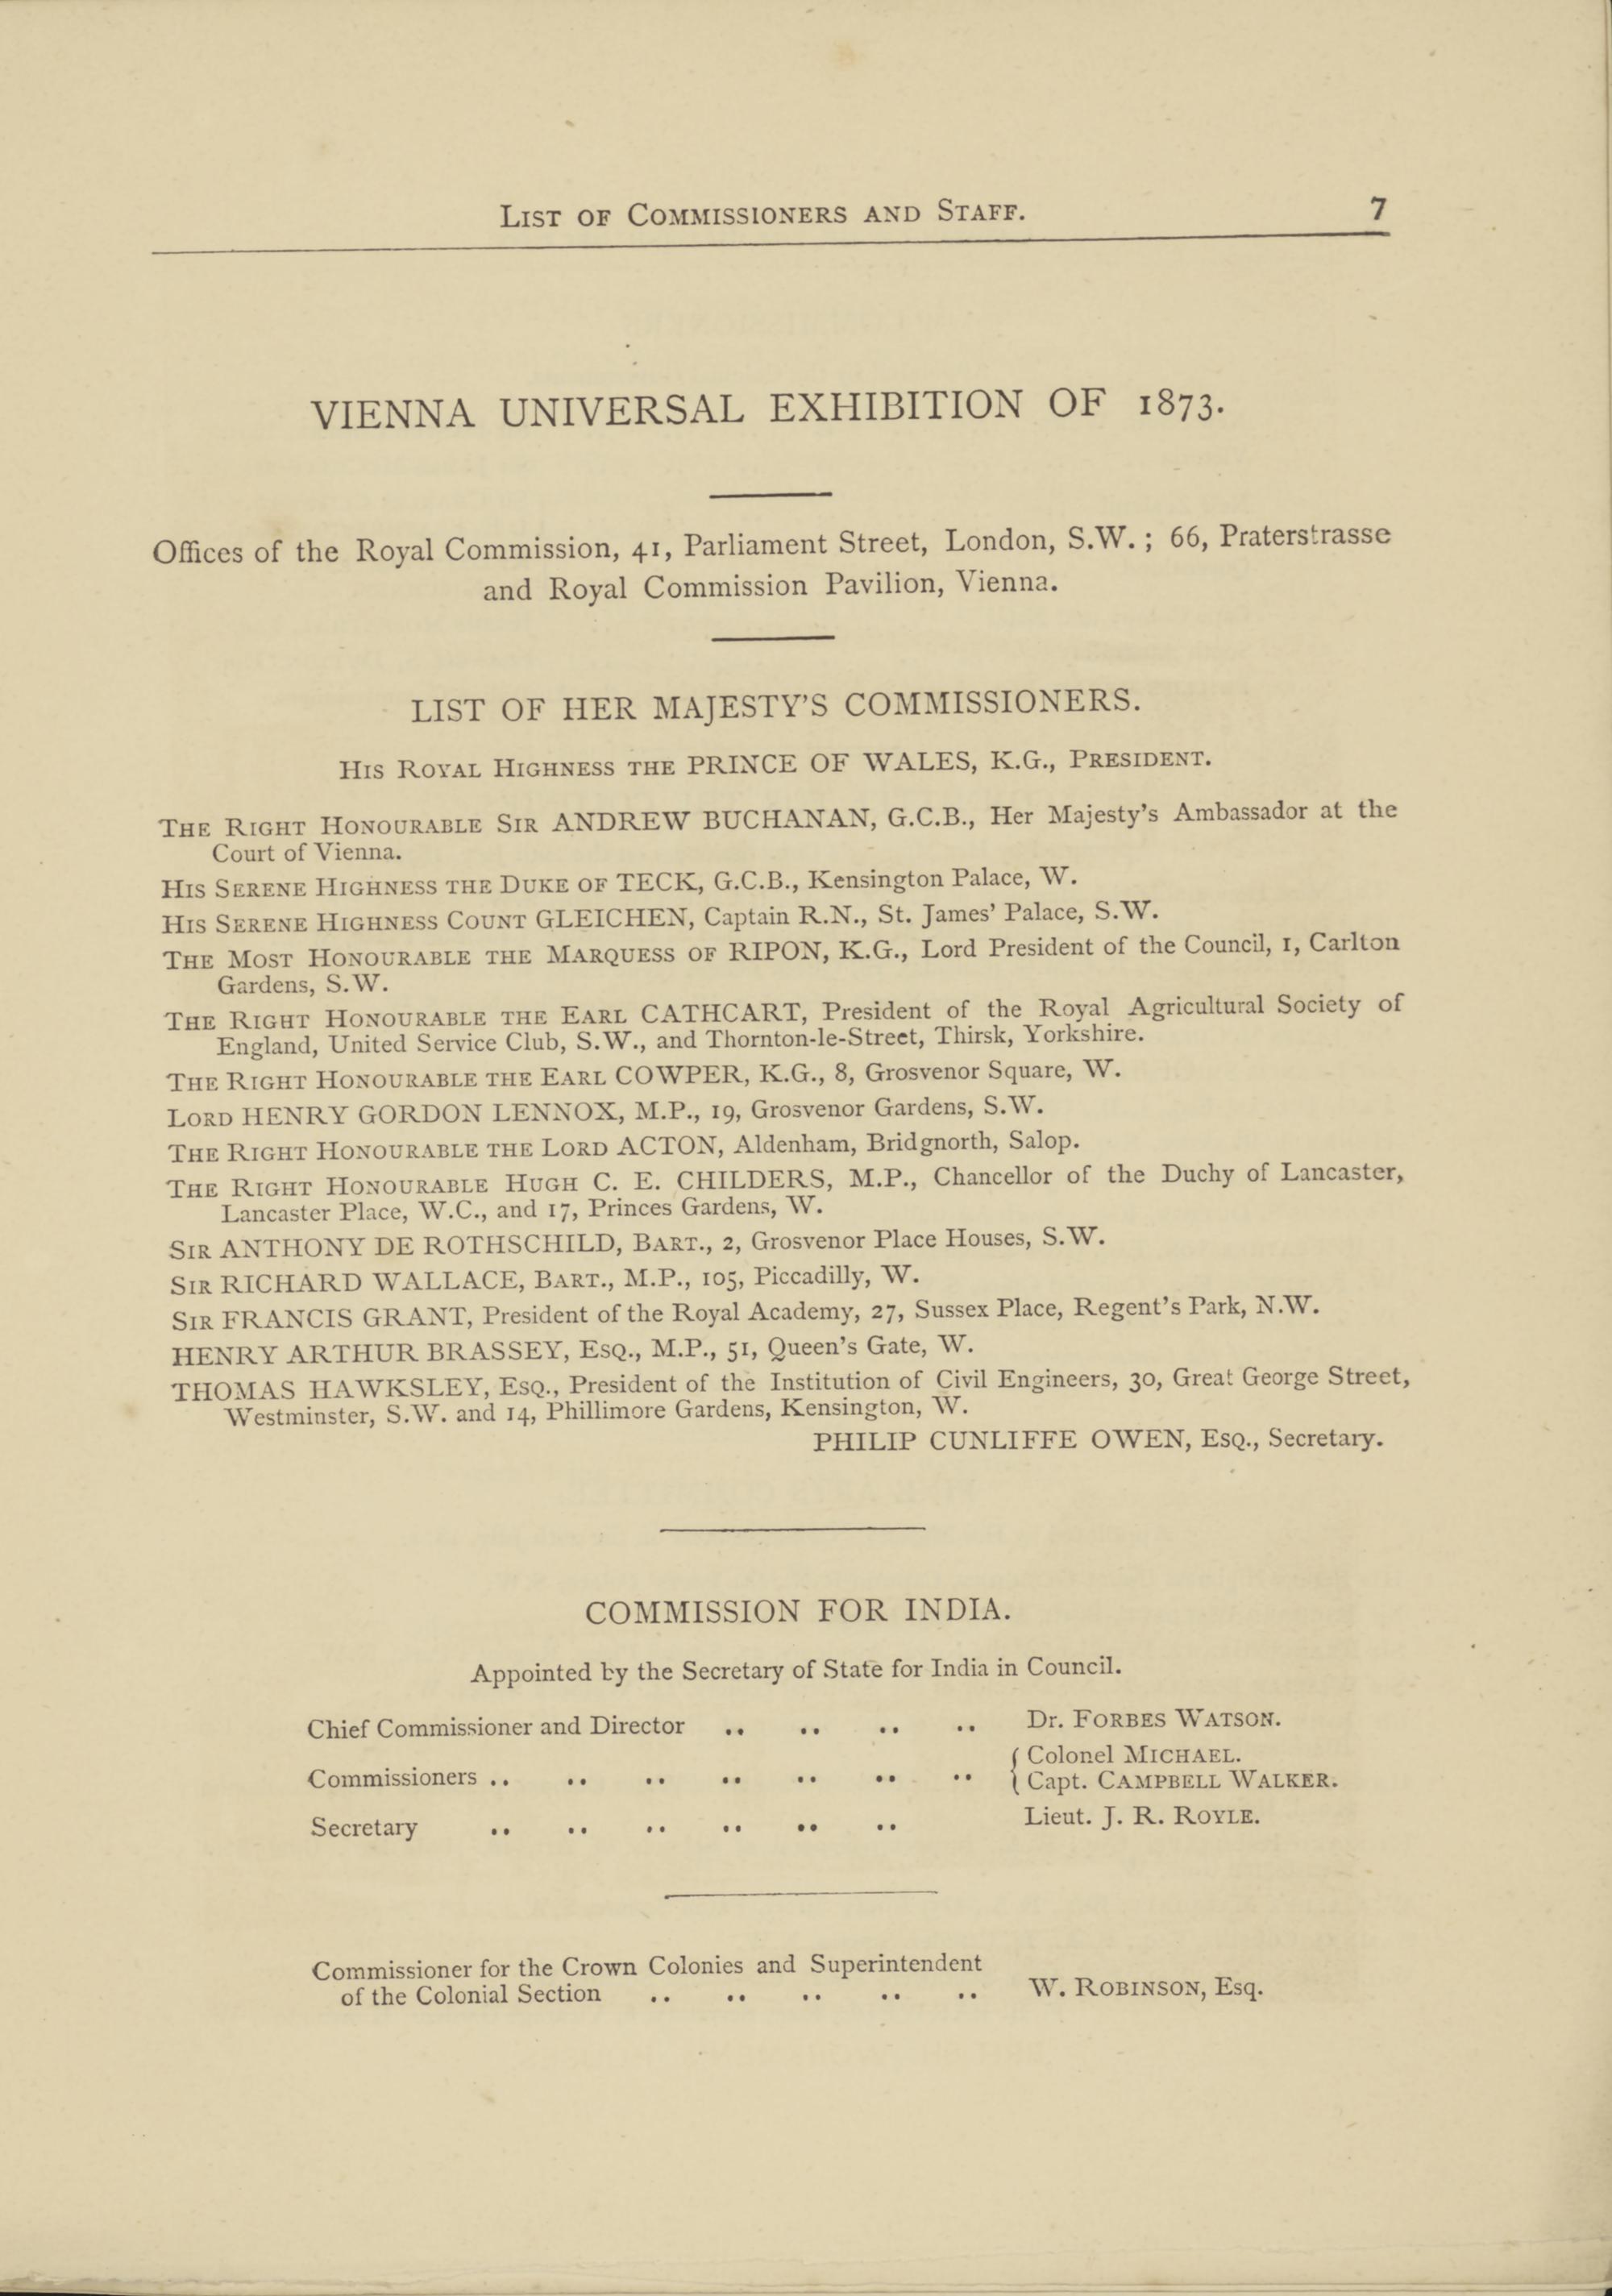 LIST OF COMMISSIONERS AND STAFF. 7
VIENNA UNIVERSAL EXHIBITION OF 1873.
Offices of the Royal Commission, 41, Parliament Street, London, S.W.; 66, Praterstrasse
and Royal Commission Pavilion, Vienna.
LIST OF HER MAJESTY'S COMMISSIONERS.
HIS ROYAL HIGHNESS THE PRINCE OF WALES, K.G., PRESIDENT.
THE RIGHT HONOURABLE SIR ANDREW BUCHANAN, G.C.B., Her Majesty's Ambassador at the
Court of Vienna.
HIS SERENE HIGHNESS THE DUKE OF TECK, G.C.B., Kensington Palace, W.
HIS SERENE HIGHNESS COUNT GLEICHEN, Captain R.N., St. James' Palace, S.W.
THE MOST HONOURABLE THE MARQUESS OF RIPON, K.G., Lord President of the Council, 1, Carlton
Gardens, S.W.
THE RIGHT HONOURABLE THE EARL CATHCART, President of the Royal Agricultural Society of
England, United Service Club, S.W., and Thornton-le-Street, Thirsk, Yorkshire.
THE RIGHT HONOURABLE THE EARL COWPER, K.G., 8, Grosvenor Square, W.
LORD HENRY GORDON LENNOX, M.P., 19, Grosvenor Gardens, S.W.
THE RIGHT HONOURABLE THE LORD ACTON, Aldenham, Bridgnorth, Salop.
THE RIGHT HONOURABLE HUGH C. E. CHILDERS, M.P., Chancellor of the Duchy of Lancaster,
Lancaster Place, W.C., and 17, Princes Gardens, W.
SIR ANTHONY DE ROTHSCHILD, BART., 2, Grosvenor Place Houses, S.W.
SIR RICHARD WALLACE, BART., M.P., 105, Piccadilly, W.
SIR FRANCIS GRANT, President of the Royal Academy, 27, Sussex Place, Regent's Park, N.W.
HENRY ARTHUR BRASSEY, ESQ., M.P., 51, Queen's Gate, W.
THOMAS HAWKSLEY, ESQ., President of the Institution of Civil Engineers, 30, Great George Street,
Westminster, S.W. and 14, Phillimore Gardens, Kensington, W.
PHILIP CUNLIFFE OWEN, ESQ., Secretary.
COMMISSION FOR INDIA.
Appointed by the Secretary of State for India in Council.
Chief Commissioner and Director .. .. .. .. Dr. FORBES WATSON.
Commissioners .. .. .. .. .. .. .. { Colonel MICHAEL.
Capt. CAMPBELL WALKER.
Secretary .. .. .. .. .. .. Lieut. J. R. ROYLE.
Commissioner for the Crown Colonies and Superintendent
of the Colonial Section .. .. .. .. .. W. ROBINSON, Esq.